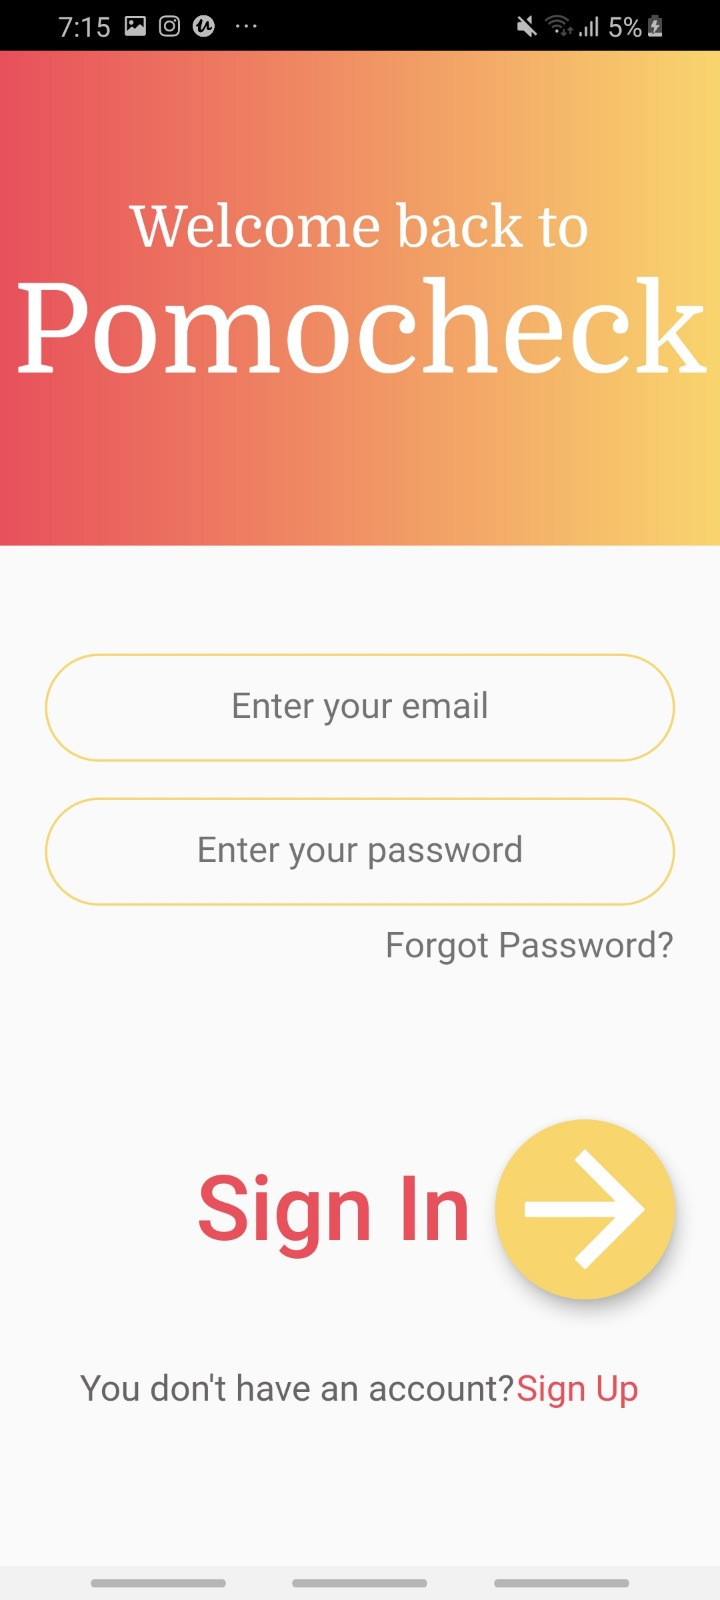 7:15 ... 5%
Welcome back to
Pomocheck
Enter your email
Enter your password
Forgot Password?
Sign In
You don't have an account?Sign Up